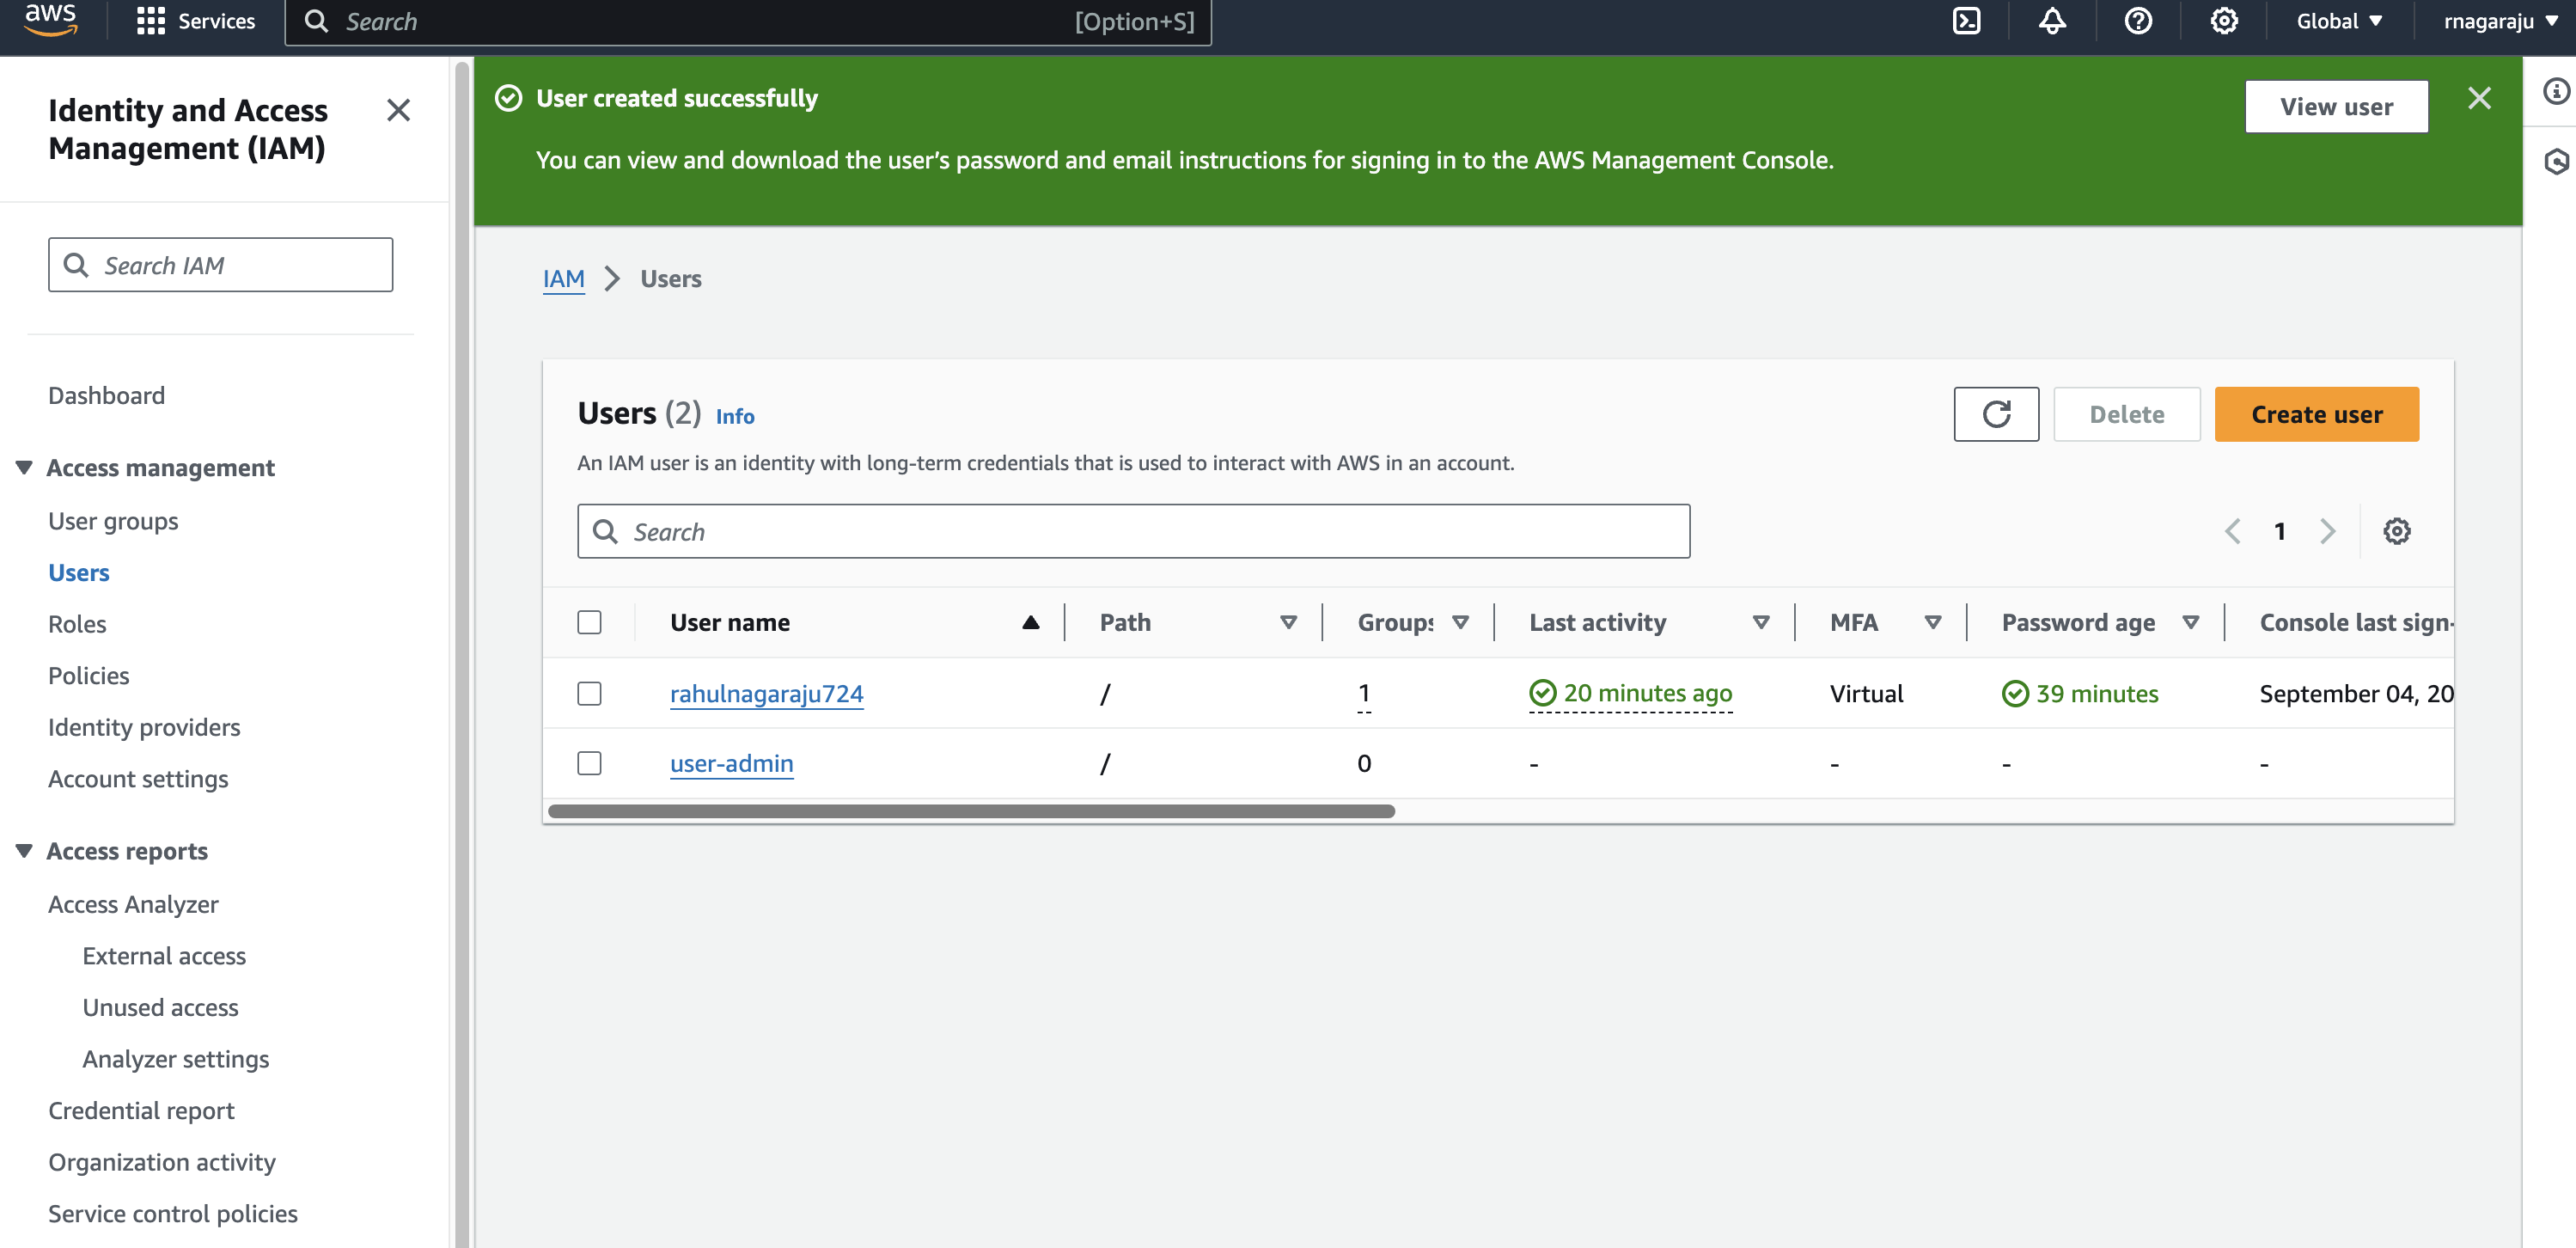 aws
Services
Search
[Option+S]
Global
rnagaraju
Identity and Access
Management (IAM)
Search IAM
Dashboard
Access management
User groups
Users
Roles
Policies
Identity providers
Account settings
Access reports
Access Analyzer
External access
Unused access
Analyzer settings
Credential report
Organization activity
Service control policies
User created successfully
View user
You can view and download the user's password and email instructions for signing in to the AWS Management Console.
IAM > Users
Users (2) Info
Delete
Create user
An IAM user is an identity with long-term credentials that is used to interact with AWS in an account.
Search
1
User name Path Groups Last activity MFA Password age Console last sign-
rahulnagaraju724 / 1 20 minutes ago Virtual 39 minutes September 04, 20
user-admin / 0 - - - -